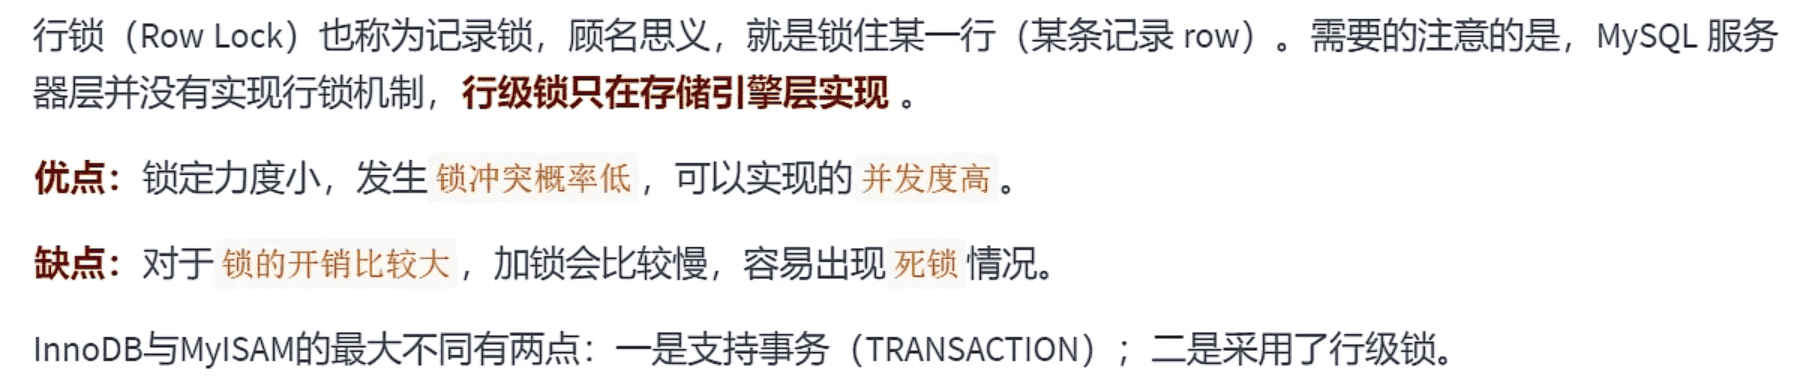 行锁（Row Lock）也称为记录锁，顾名思义，就是锁住某一行（某条记录 row）。需要的注意的是，MySQL 服务
器层并没有实现行锁机制，行级锁只在存储引擎层实现 。
优点：锁定力度小，发生 锁冲突概率低 ，可以实现的 并发度高 。
缺点：对于 锁的开销比较大 ，加锁会比较慢，容易出现 死锁 情况。
InnoDB与MyISAM的最大不同有两点：一是支持事务（TRANSACTION）；二是采用了行级锁。